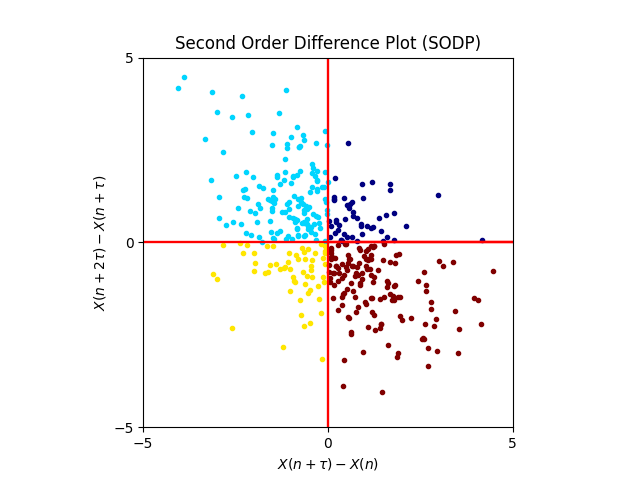 Second Order Difference Plot (SODP)
5
0
−5
X(n + 2τ) − X(n + τ)
−5 0 5
X(n + τ) − X(n)